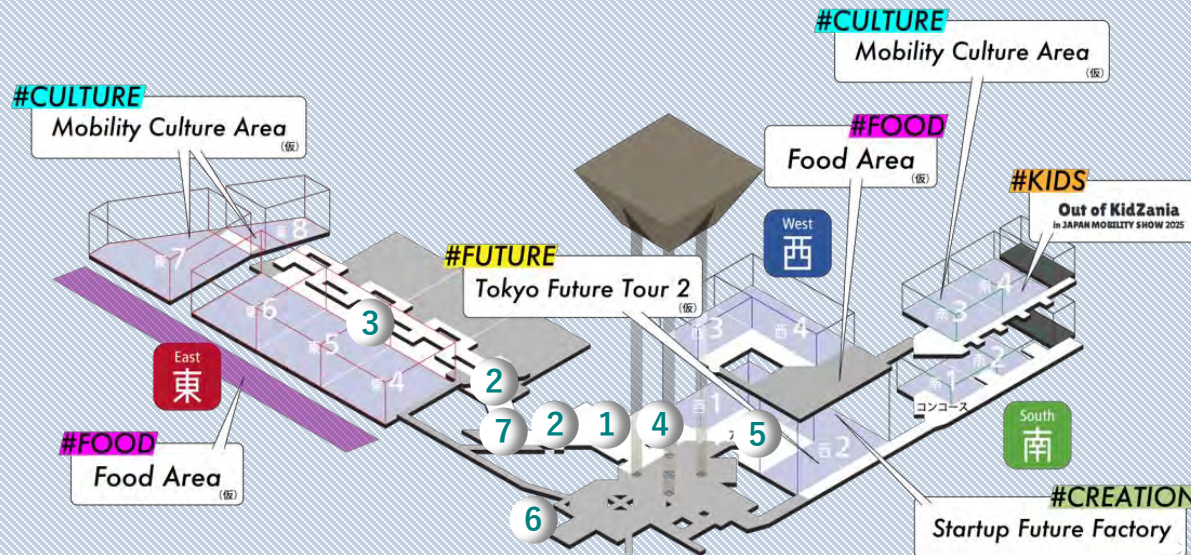 #CULTURE
Mobility Culture Area
(仮)
#CULTURE
Mobility Culture Area
(仮)
#FOOD
Food Area
(仮)
#KIDS
Out of KidZania
in JAPAN MOBILITY SHOW 2025
West
西
#FUTURE
Tokyo Future Tour 2
(仮)
東8
東7
東6
東5
東4
3
2
East
東
西3
西4
西1
西2
南4
南3
南2
南1
コンコース
South
南
7
2
1
4
5
6
#FOOD
Food Area
(仮)
#CREATION
Startup Future Factory